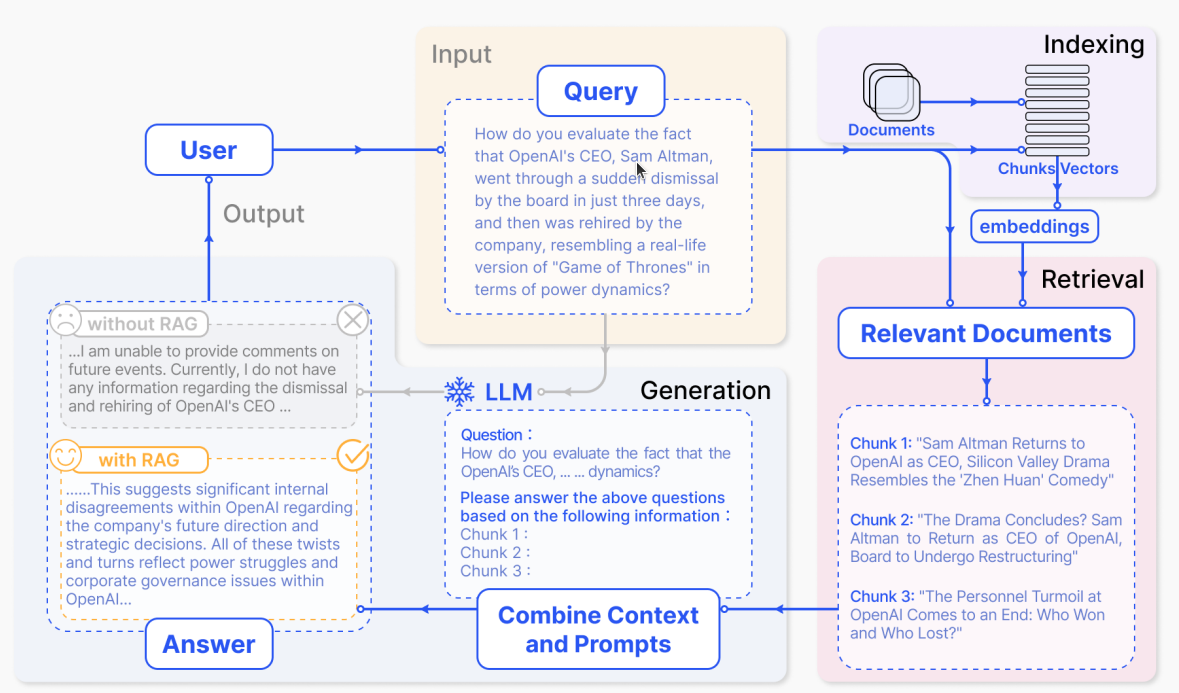 Input
Query
How do you evaluate the fact
that OpenAI's CEO, Sam Altman,
went through a sudden dismissal
by the board in just three days,
and then was rehired by the
company, resembling a real-life
version of "Game of Thrones" in
terms of power dynamics?
Indexing
Documents
Chunks Vectors
embeddings
User
Output
Retrieval
Relevant Documents
Chunk 1: "Sam Altman Returns to
OpenAI as CEO, Silicon Valley Drama
Resembles the 'Zhen Huan' Comedy"
Chunk 2: "The Drama Concludes? Sam
Altman to Return as CEO of OpenAI,
Board to Undergo Restructuring"
Chunk 3: "The Personnel Turmoil at
OpenAI Comes to an End: Who Won
and Who Lost?"
LLM
Generation
Question :
How do you evaluate the fact that the
OpenAI's CEO, ... ... dynamics?
Please answer the above questions
based on the following information :
Chunk 1 :
Chunk 2 :
Chunk 3 :
Combine Context
and Prompts
without RAG
...I am unable to provide comments on
future events. Currently, I do not have
any information regarding the dismissal
and rehiring of OpenAI's CEO ...
with RAG
......This suggests significant internal
disagreements within OpenAI regarding
the company's future direction and
strategic decisions. All of these twists
and turns reflect power struggles and
corporate governance issues within
OpenAI...
Answer